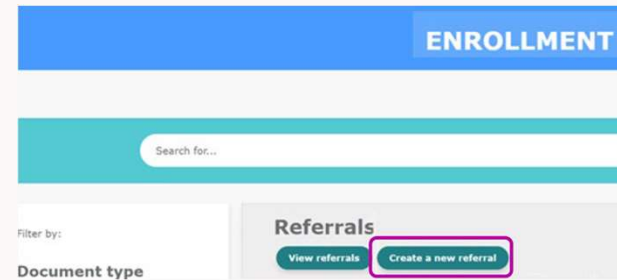 ENROLLMENT
Search for...
Filter by:
Document type
Referrals
View referrals
Create a new referral